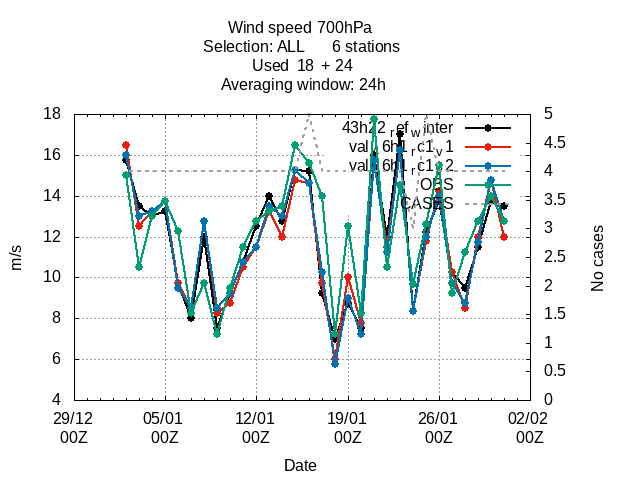 Wind speed 700hPa
Selection: ALL 6 stations
Used 18 + 24
Averaging window: 24h
18
16
14
12
10
8
6
4
m/s
5
4.5
4
3.5
3
2.5
2
1.5
1
0.5
0
No cases
OBS
CASES
29/12 05/01 12/01 19/01 26/01 02/02
00Z 00Z 00Z 00Z 00Z 00Z
Date